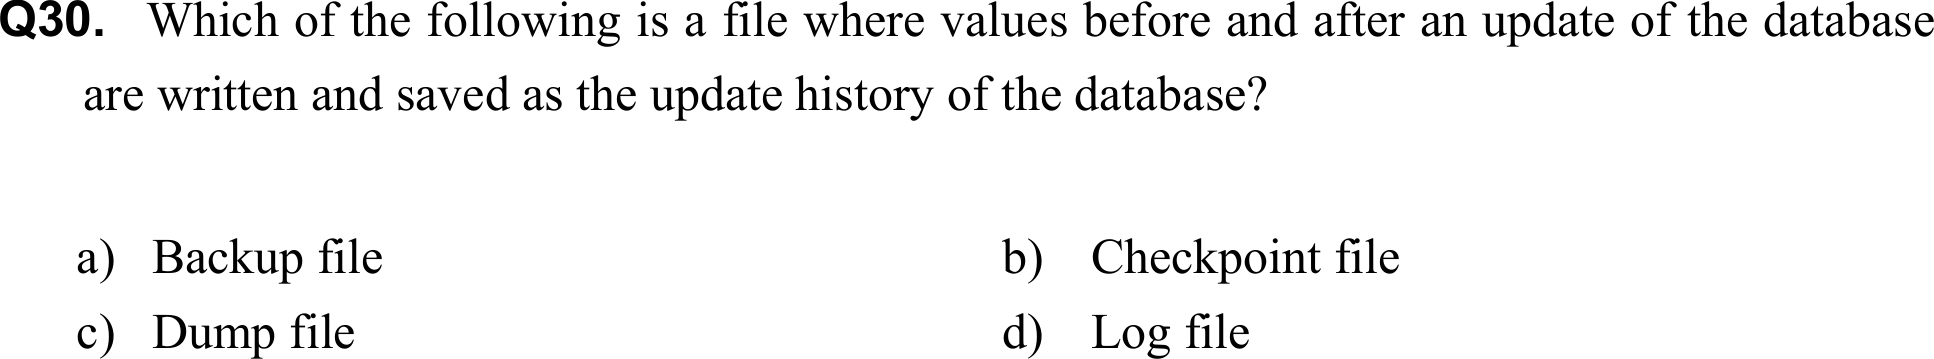 Q30. Which of the following is a file where values before and after an update of the database
are written and saved as the update history of the database?
a) Backup file b) Checkpoint file
c) Dump file d) Log file